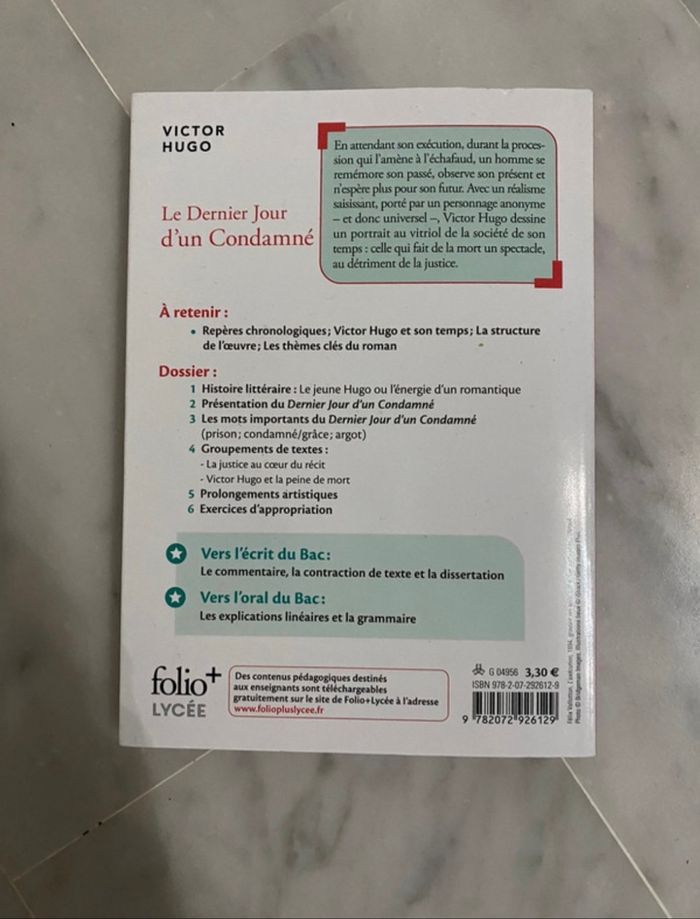 VICTOR
HUGO
Le Dernier Jour
d'un Condamné
En attendant son exécution, durant la proces-
sion qui l'amène à l'échafaud, un homme se
remémore son passé, observe son présent et
n'espère plus pour son futur. Avec un réalisme
saisissant, porté par un personnage anonyme
– et donc universel –, Victor Hugo dessine
un portrait au vitriol de la société de son
temps : celle qui fait de la mort un spectacle,
au détriment de la justice.
À retenir :
• Repères chronologiques ; Victor Hugo et son temps ; La structure
de l'œuvre ; Les thèmes clés du roman
Dossier :
1 Histoire littéraire : Le jeune Hugo ou l'énergie d'un romantique
2 Présentation du Dernier Jour d'un Condamné
3 Les mots importants du Dernier Jour d'un Condamné
(prison ; condamné/grâce ; argot)
4 Groupements de textes :
- La justice au cœur du récit
- Victor Hugo et la peine de mort
5 Prolongements artistiques
6 Exercices d'appropriation
Vers l'écrit du Bac :
Le commentaire, la contraction de texte et la dissertation
Vers l'oral du Bac :
Les explications linéaires et la grammaire
folio+
LYCÉE
Des contenus pédagogiques destinés
aux enseignants sont téléchargeables
gratuitement sur le site de Folio+Lycée à l'adresse
www.foliopluslycee.fr
G 04956 3,30 €
ISBN 978-2-07-292612-9
9 782072 926129
Félix Vallotton, L'exécution, 1894,
Photo © Bridgeman Images.